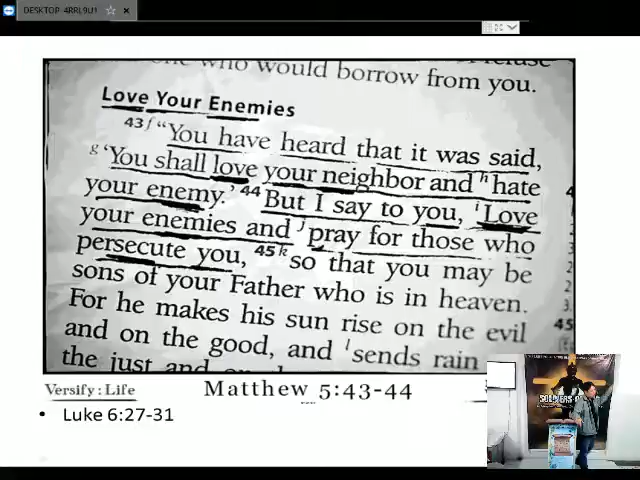 DESKTOP-4RRL9U1
one who would borrow from you.
Love Your Enemies
43 f “You have heard that it was said,
g ‘You shall love your neighbor and h hate
your enemy.’ 44 But I say to you, i Love
your enemies and j pray for those who
persecute you, 45 k so that you may be
sons of your Father who is in heaven.
For he makes his sun rise on the evil
and on the good, and l sends rain
the just and on
45
Versify:Life
Matthew 5:43-44
• Luke 6:27-31
SOLDIERS